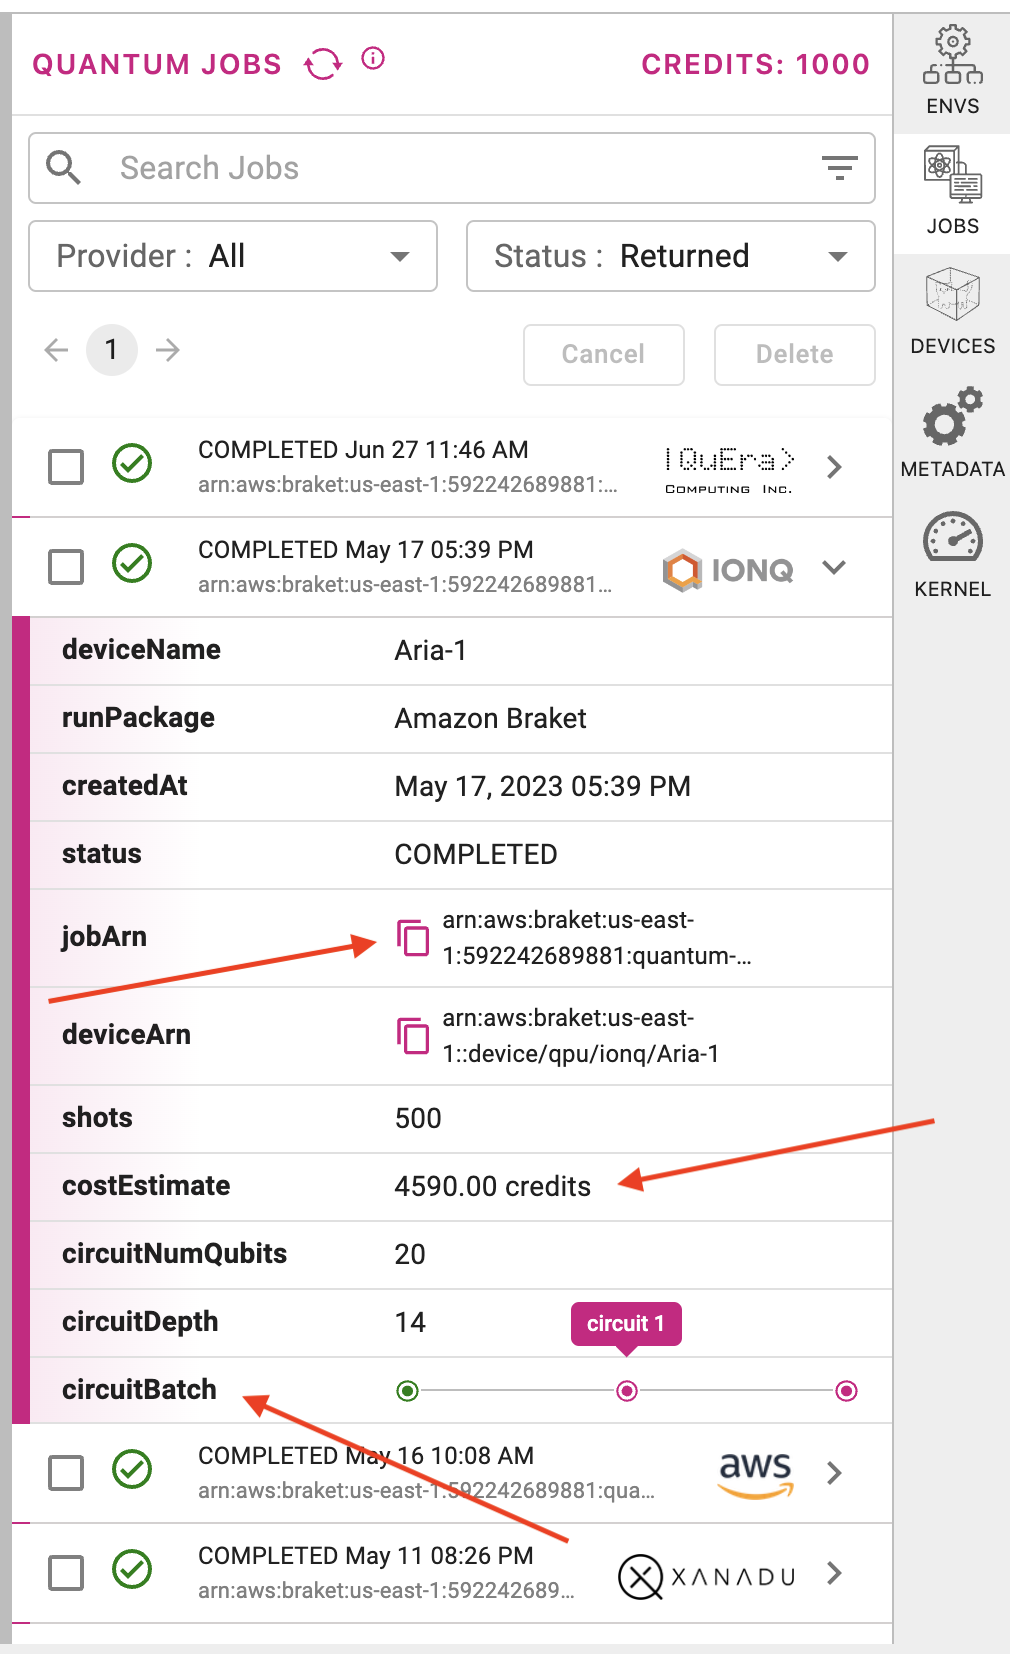 QUANTUM JOBS
CREDITS: 1000
Search Jobs
Provider : All
Status : Returned
1
Cancel
Delete
COMPLETED Jun 27 11:46 AM
arn:aws:braket:us-east-1:592242689881:...
|QuEra>
COMPUTING INC.
COMPLETED May 17 05:39 PM
arn:aws:braket:us-east-1:592242689881...
IONQ
deviceName
Aria-1
runPackage
Amazon Braket
createdAt
May 17, 2023 05:39 PM
status
COMPLETED
jobArn
arn:aws:braket:us-east-
1:592242689881:quantum-...
deviceArn
arn:aws:braket:us-east-
1::device/qpu/ionq/Aria-1
shots
500
costEstimate
4590.00 credits
circuitNumQubits
20
circuitDepth
14
circuit 1
circuitBatch
COMPLETED May 16 10:08 AM
arn:aws:braket:us-east-1:592242689881:qua...
aws
COMPLETED May 11 08:26 PM
arn:aws:braket:us-east-1:592242689...
XANADU
ENVS
JOBS
DEVICES
METADATA
KERNEL